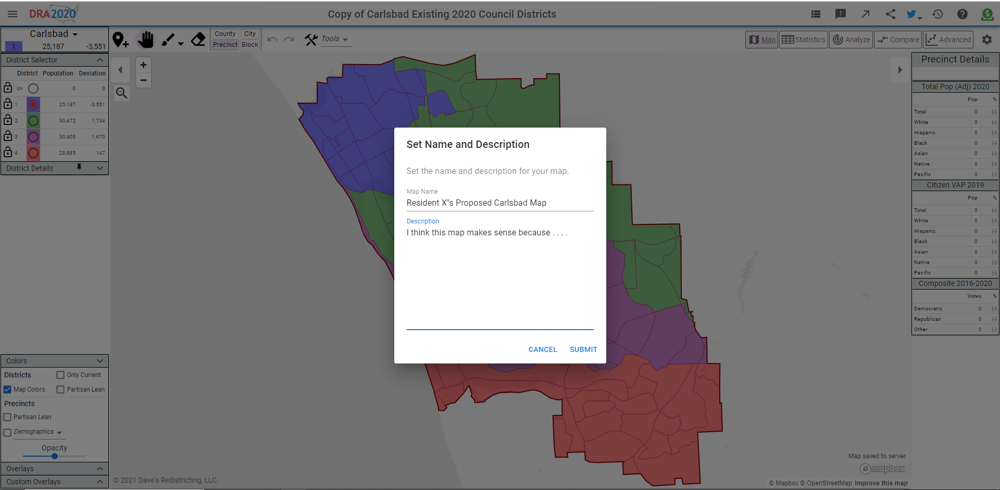 DRA2020
Copy of Carlsbad Existing 2020 Council Districts
Carlsbad
1 25,187 -3,551
County City
Precinct Block
Tools
Map Statistics Analyze Compare Advanced
District Selector
District Population Deviation
Un 0 0
1 25,187 -3,551
2 30,472 1,734
3 30,408 1,670
4 28,885 147
District Details
+
−
Set Name and Description
Set the name and description for your map.
Map Name
Resident X"s Proposed Carlsbad Map
Description
I think this map makes sense because . . . .
CANCEL SUBMIT
Precinct Details
Total Pop (Adj) 2020
Pop %
Total 0 (-)
White 0 (-)
Hispanic 0 (-)
Black 0 (-)
Asian 0 (-)
Native 0 (-)
Pacific 0 (-)
Citizen VAP 2019
Pop %
Total 0 (-)
White 0 (-)
Hispanic 0 (-)
Black 0 (-)
Asian 0 (-)
Native 0 (-)
Pacific 0 (-)
Composite 2016-2020
Votes %
Democratic 0 (-)
Republican 0 (-)
Other 0 (-)
Colors
Districts Only Current
Map Colors Partisan Lean
Precincts
Partisan Lean
Demographics
Opacity
Overlays
Custom Overlays
© 2021 Dave's Redistricting, LLC.
Map saved to server.
mapbox
© Mapbox © OpenStreetMap Improve this map